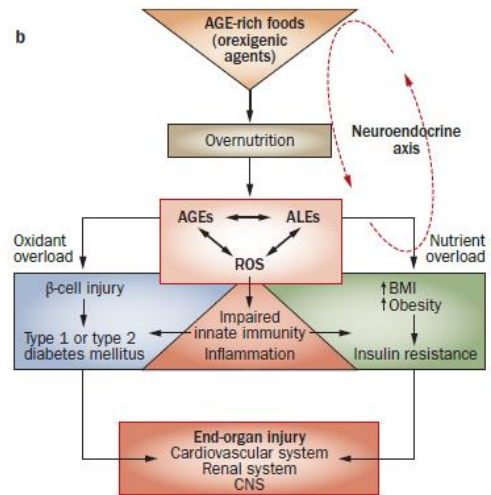 b
AGE-rich foods
(orexigenic
agents)
Overnutrition
Neuroendocrine
axis
AGEs
ALEs
ROS
Oxidant
overload
Nutrient
overload
β-cell injury
Type 1 or type 2
diabetes mellitus
Impaired
innate immunity
Inflammation
↑BMI
↑Obesity
Insulin resistance
End-organ injury
Cardiovascular system
Renal system
CNS